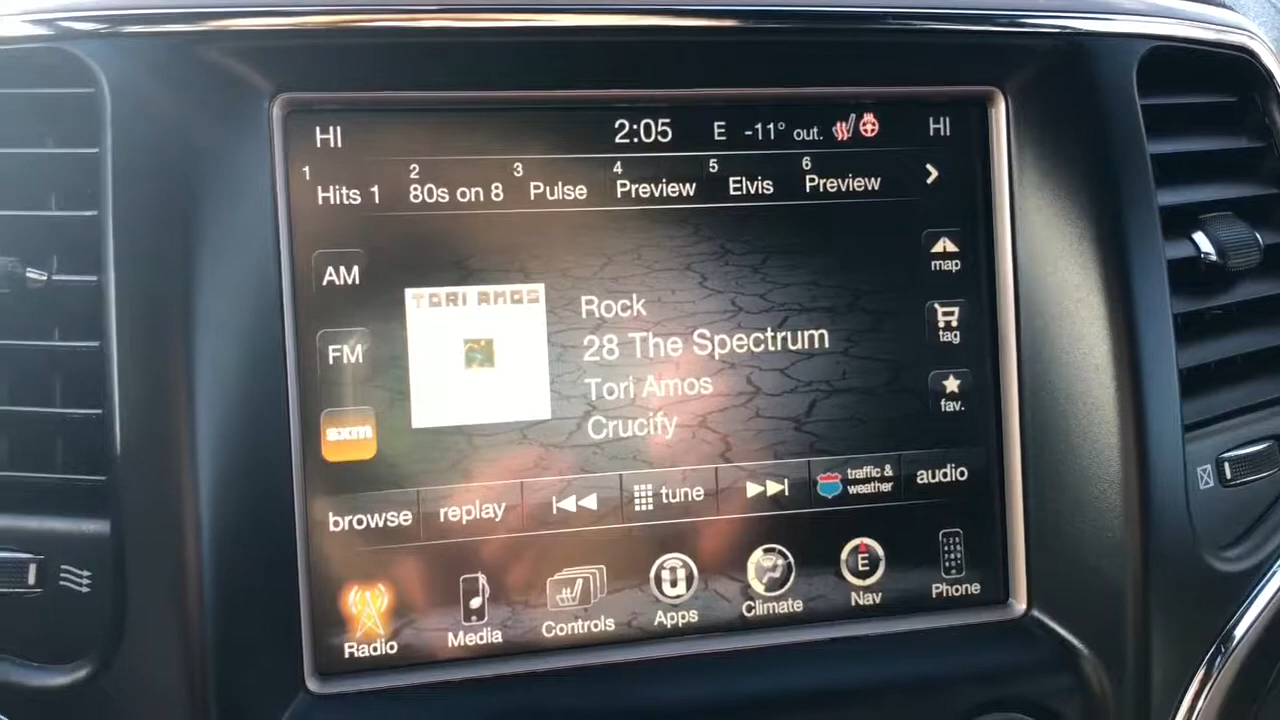 HI 2:05 E -11° out. HI
1 Hits 1 2 80s on 8 3 Pulse 4 Preview 5 Elvis 6 Preview
AM
map
TORI AMOS
Rock
28 The Spectrum
Tori Amos
Crucify
FM
tag
sxm
fav.
browse replay tune traffic & weather audio
Radio Media Controls Apps Climate E Nav Phone